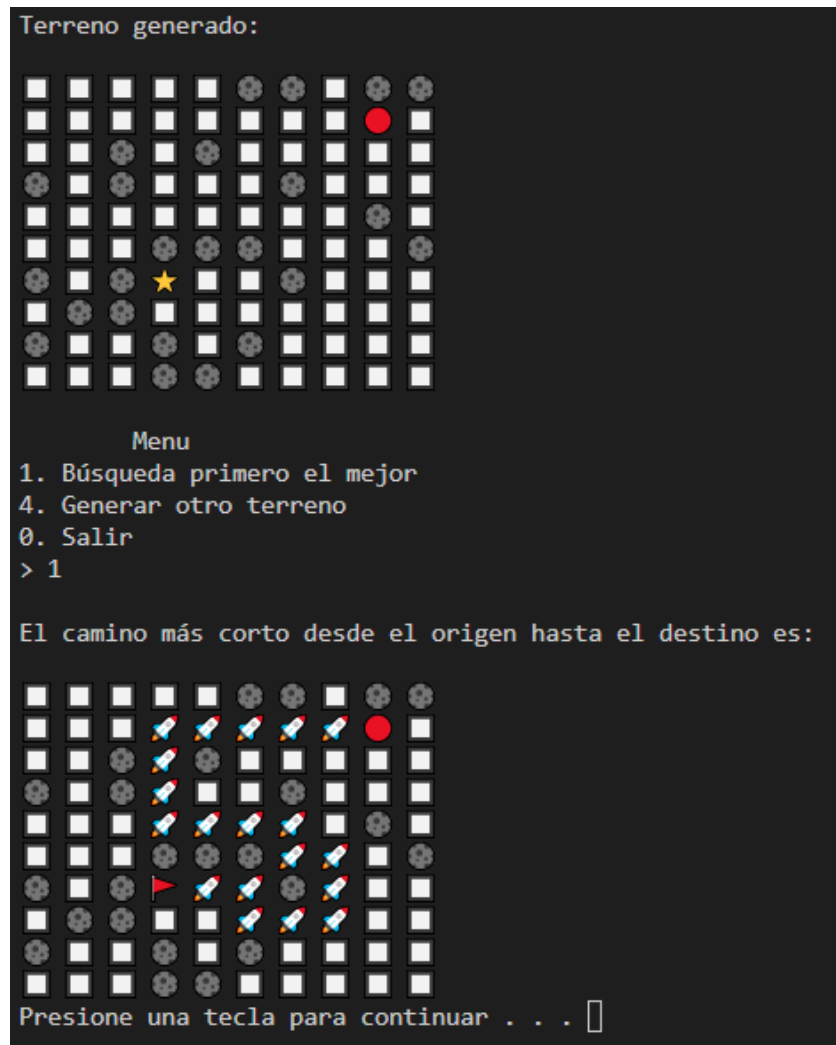 Terreno generado:
Menu
1. Búsqueda primero el mejor
4. Generar otro terreno
0. Salir
> 1
El camino más corto desde el origen hasta el destino es:
Presione una tecla para continuar . . .